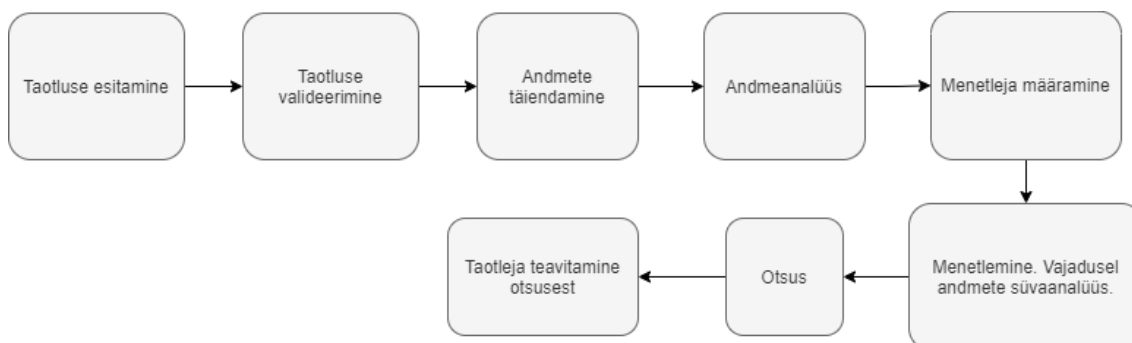 Taotluse esitamine
Taotluse
valideerimine
Andmete
täiendamine
Andmeanalüüs
Menetleja määramine
Menetlemine. Vajadusel
andmete süvaanalüüs.
Otsus
Taotleja teavitamine
otsusest